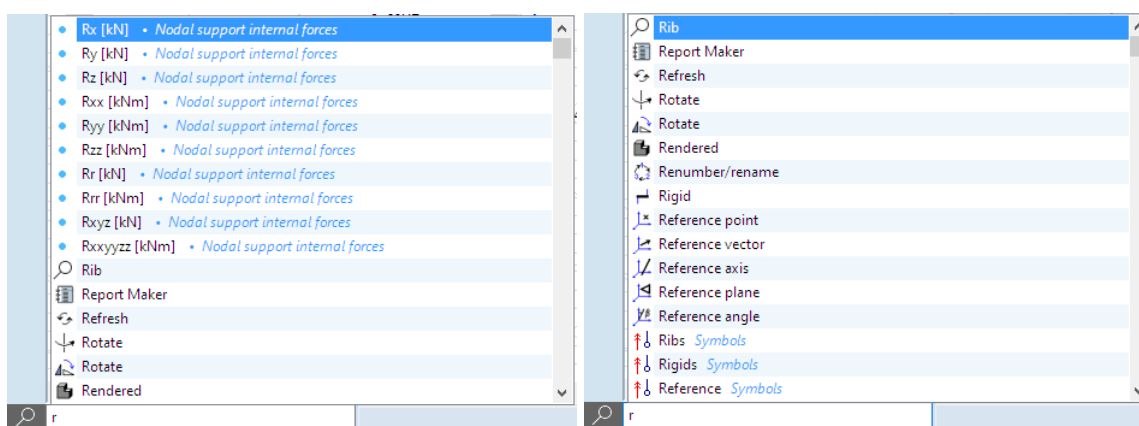 Rx [kN] • Nodal support internal forces
Ry [kN] • Nodal support internal forces
Rz [kN] • Nodal support internal forces
Rxx [kNm] • Nodal support internal forces
Ryy [kNm] • Nodal support internal forces
Rzz [kNm] • Nodal support internal forces
Rr [kN] • Nodal support internal forces
Rrr [kNm] • Nodal support internal forces
Rxyz [kN] • Nodal support internal forces
Rxxyyzz [kNm] • Nodal support internal forces
Rib
Report Maker
Refresh
Rotate
Rotate
Rendered
r
Rib
Report Maker
Refresh
Rotate
Rotate
Rendered
Renumber/rename
Rigid
Reference point
Reference vector
Reference axis
Reference plane
Reference angle
Ribs Symbols
Rigids Symbols
Reference Symbols
r